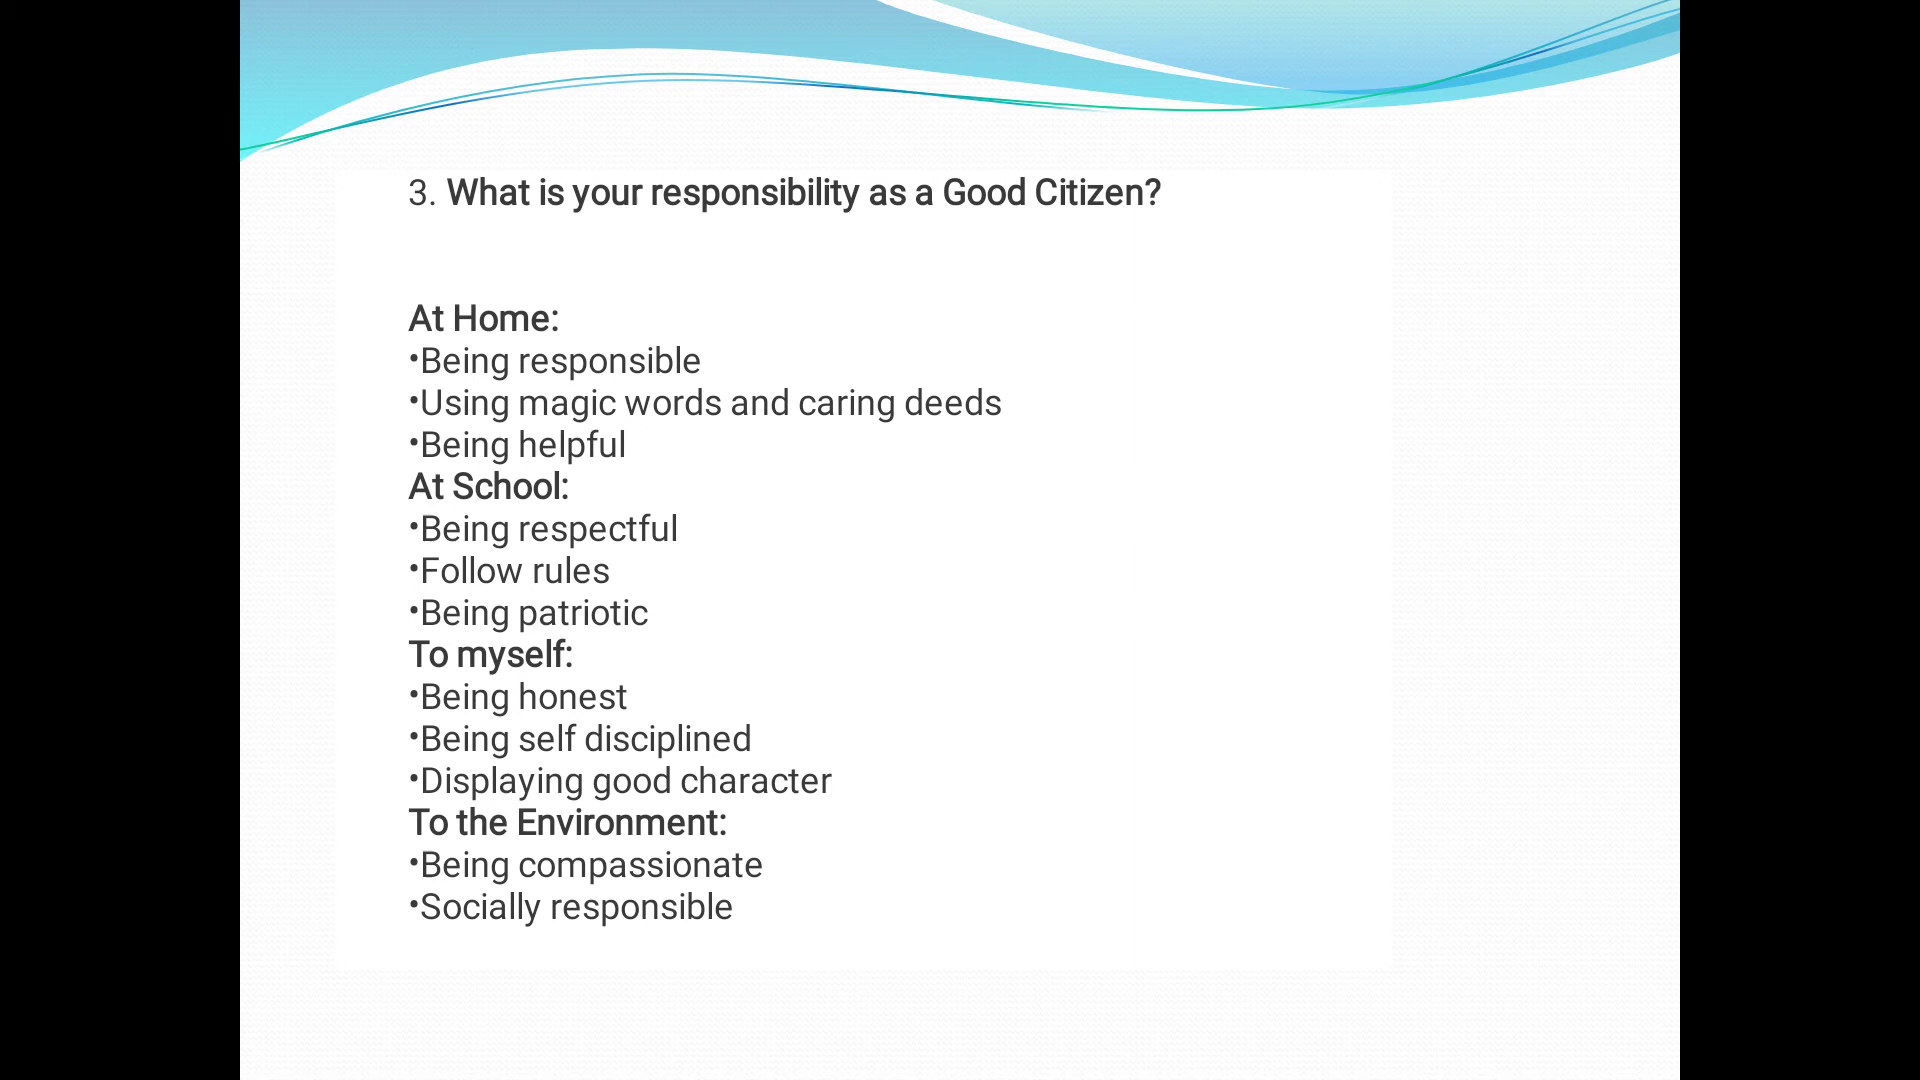 3. What is your responsibility as a Good Citizen?
At Home:
•Being responsible
•Using magic words and caring deeds
•Being helpful
At School:
•Being respectful
•Follow rules
•Being patriotic
To myself:
•Being honest
•Being self disciplined
•Displaying good character
To the Environment:
•Being compassionate
•Socially responsible